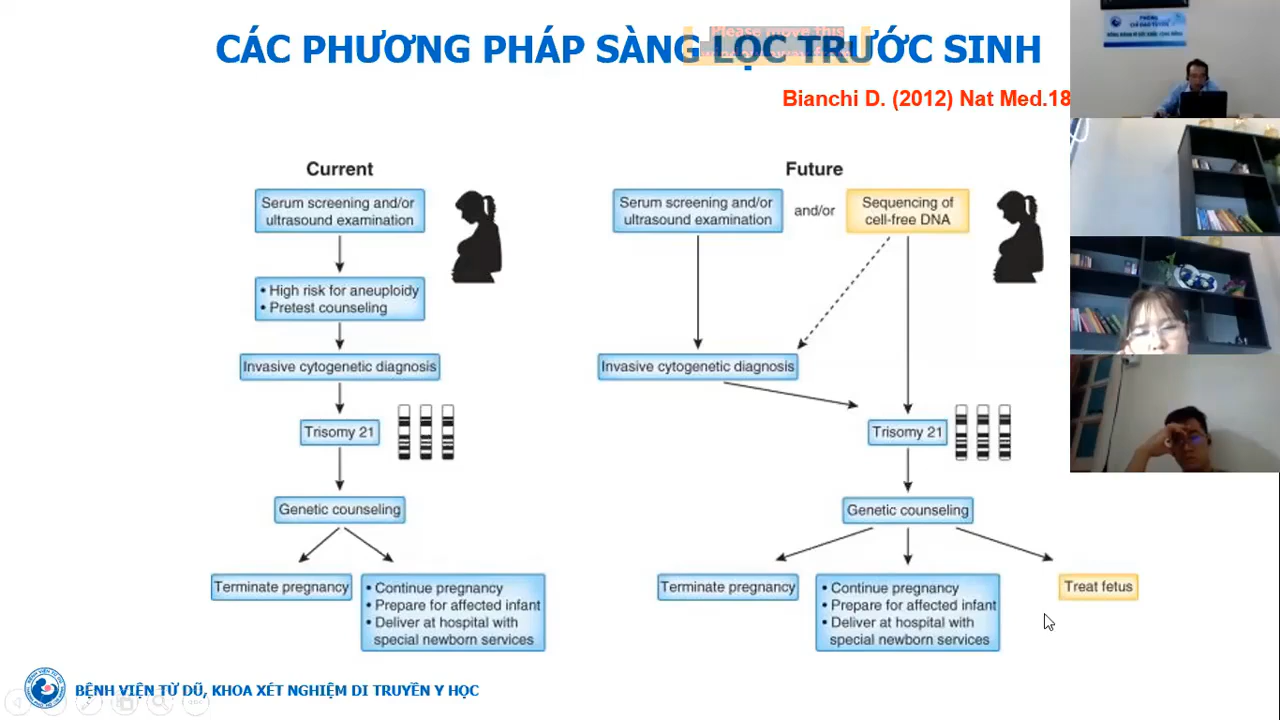 CÁC PHƯƠNG PHÁP SÀNG LỌC TRƯỚC SINH
Please move this
Bianchi D. (2012) Nat Med.18
Current
Serum screening and/or
ultrasound examination
• High risk for aneuploidy
• Pretest counseling
Invasive cytogenetic diagnosis
Trisomy 21
Genetic counseling
Terminate pregnancy
• Continue pregnancy
• Prepare for affected infant
• Deliver at hospital with
special newborn services
Future
Serum screening and/or
ultrasound examination
and/or
Sequencing of
cell-free DNA
Invasive cytogenetic diagnosis
Trisomy 21
Genetic counseling
Terminate pregnancy
• Continue pregnancy
• Prepare for affected infant
• Deliver at hospital with
special newborn services
Treat fetus
BỆNH VIỆN TỪ DŨ, KHOA XÉT NGHIỆM DI TRUYỀN Y HỌC